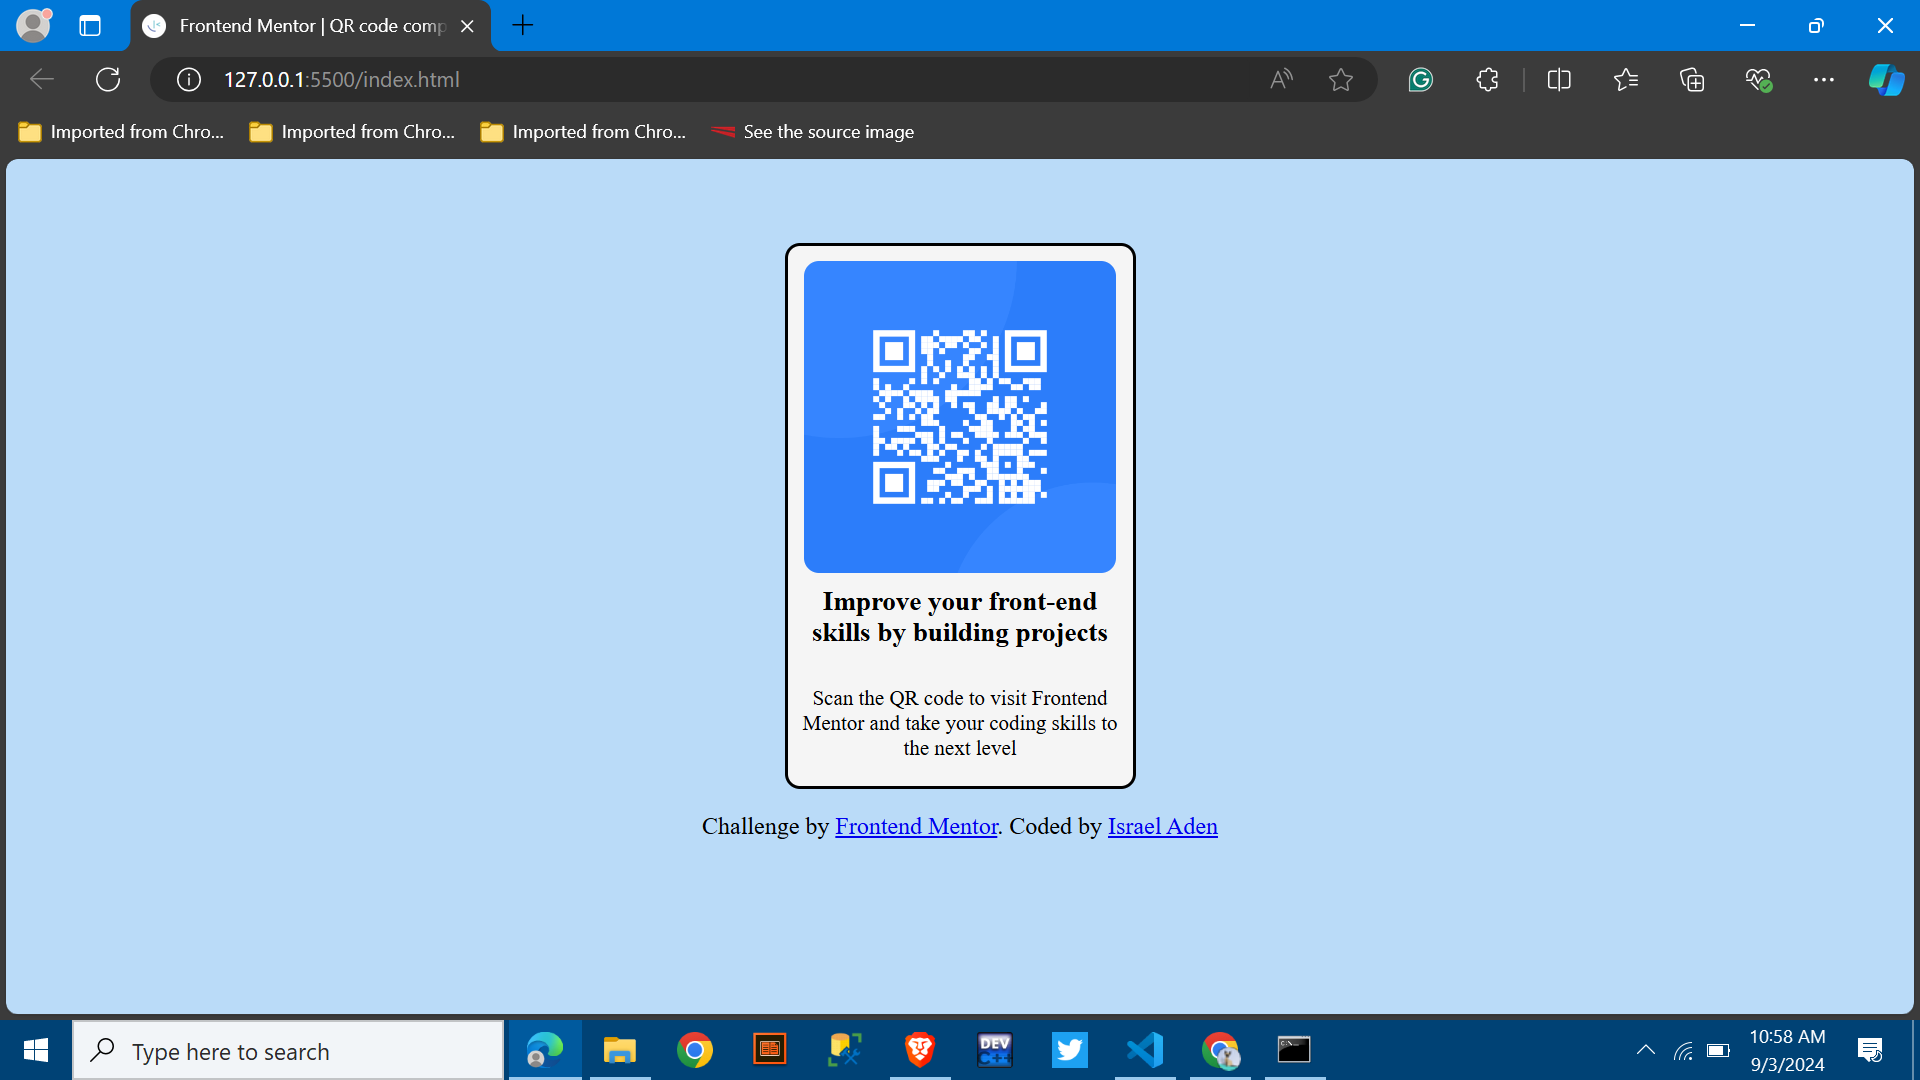 Frontend Mentor | QR code comp
127.0.0.1:5500/index.html
Imported from Chro...
Imported from Chro...
Imported from Chro...
See the source image
Improve your front-end
skills by building projects
Scan the QR code to visit Frontend
Mentor and take your coding skills to
the next level
Challenge by Frontend Mentor. Coded by Israel Aden
Type here to search
DEV
C++
10:58 AM
9/3/2024